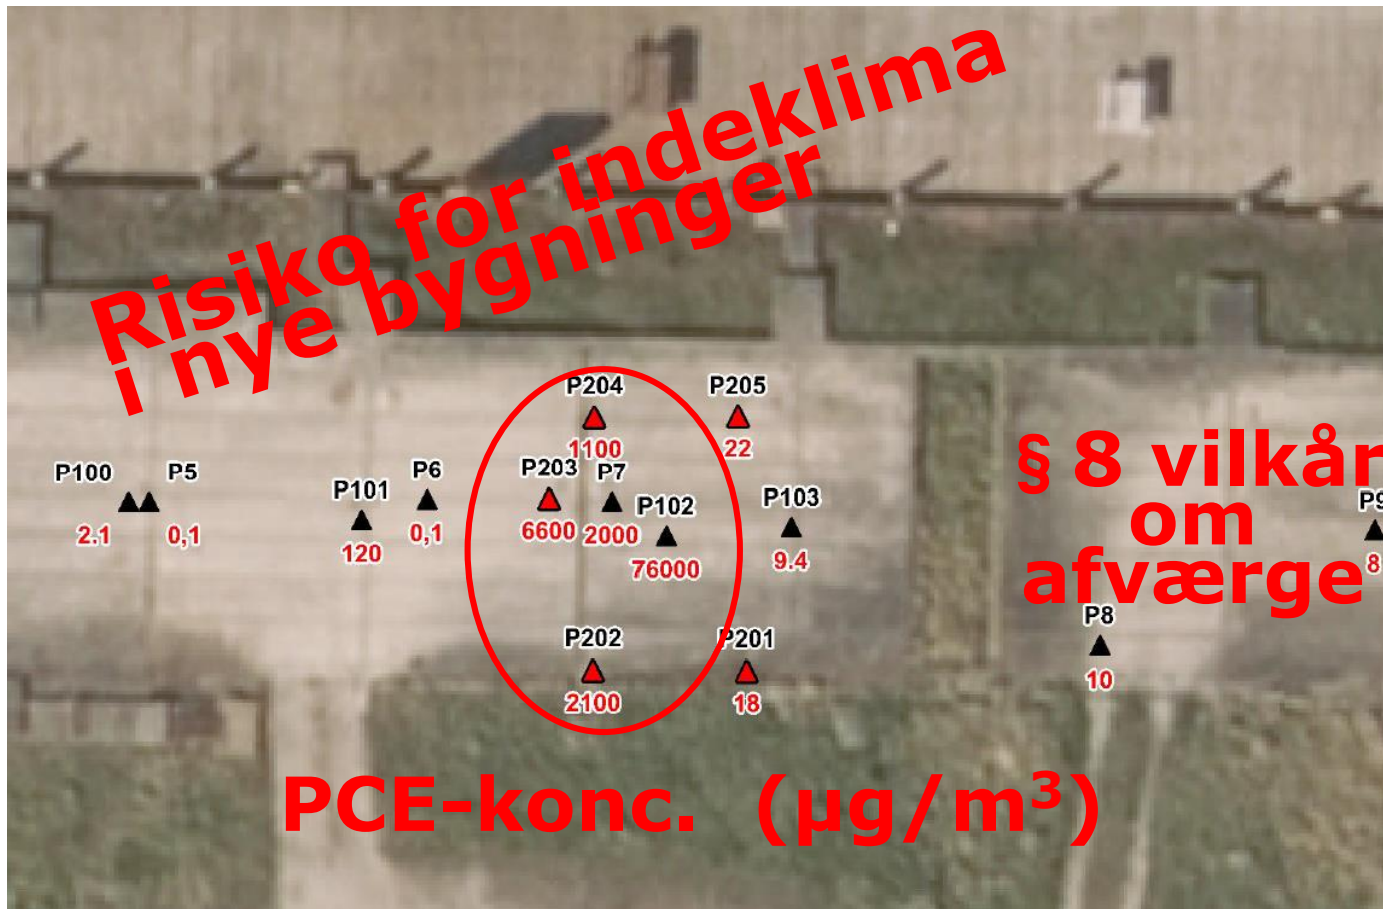 Risiko for indeklima
i nye bygninger
P204
1100
P205
22
P100
2.1
P5
0,1
P101
120
P6
0,1
P203
6600
P7
2000
P102
76000
P103
9.4
§ 8 vilkår
om
afværge
P9
8
P8
10
P202
2100
P201
18
PCE-konc. (µg/m³)